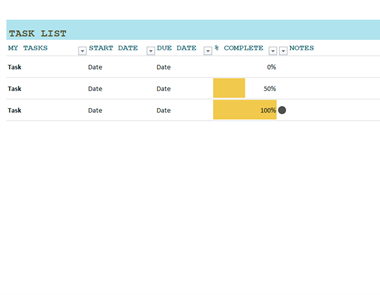 TASK LIST
MY TASKS START DATE DUE DATE % COMPLETE NOTES
Task Date Date 0%
Task Date Date 50%
Task Date Date 100%